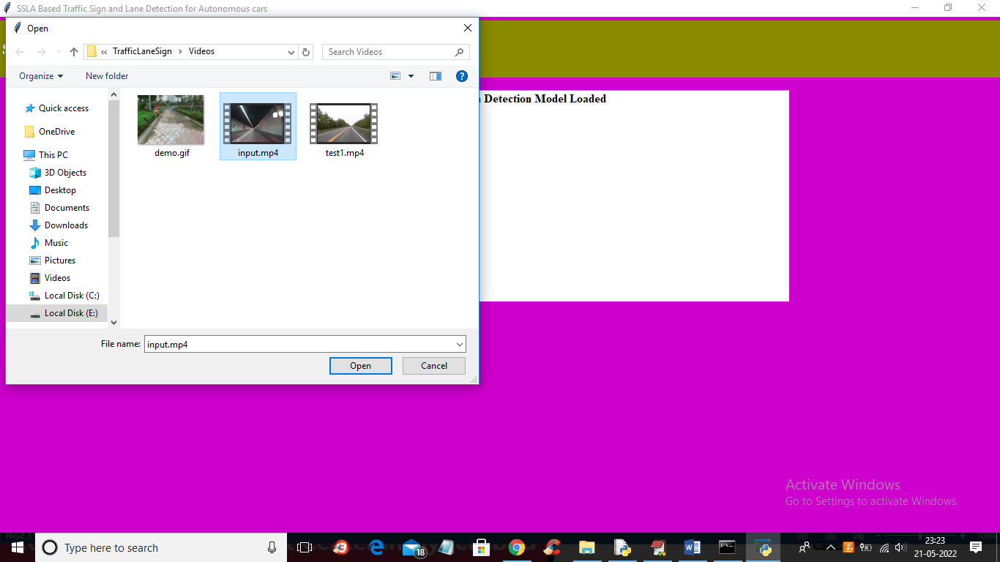 SSLA Based Traffic Sign and Lane Detection for Autonomous cars
Open
« TrafficLaneSign › Videos
Search Videos
Organize
New folder
Quick access
OneDrive
This PC
3D Objects
Desktop
Documents
Downloads
Music
Pictures
Videos
Local Disk (C:)
Local Disk (E:)
demo.gif
input.mp4
test1.mp4
Detection Model Loaded
File name: input.mp4
Open
Cancel
Activate Windows
Go to Settings to activate Windows.
PAGE 3
100%
Type here to search
18
23:23
21-05-2022